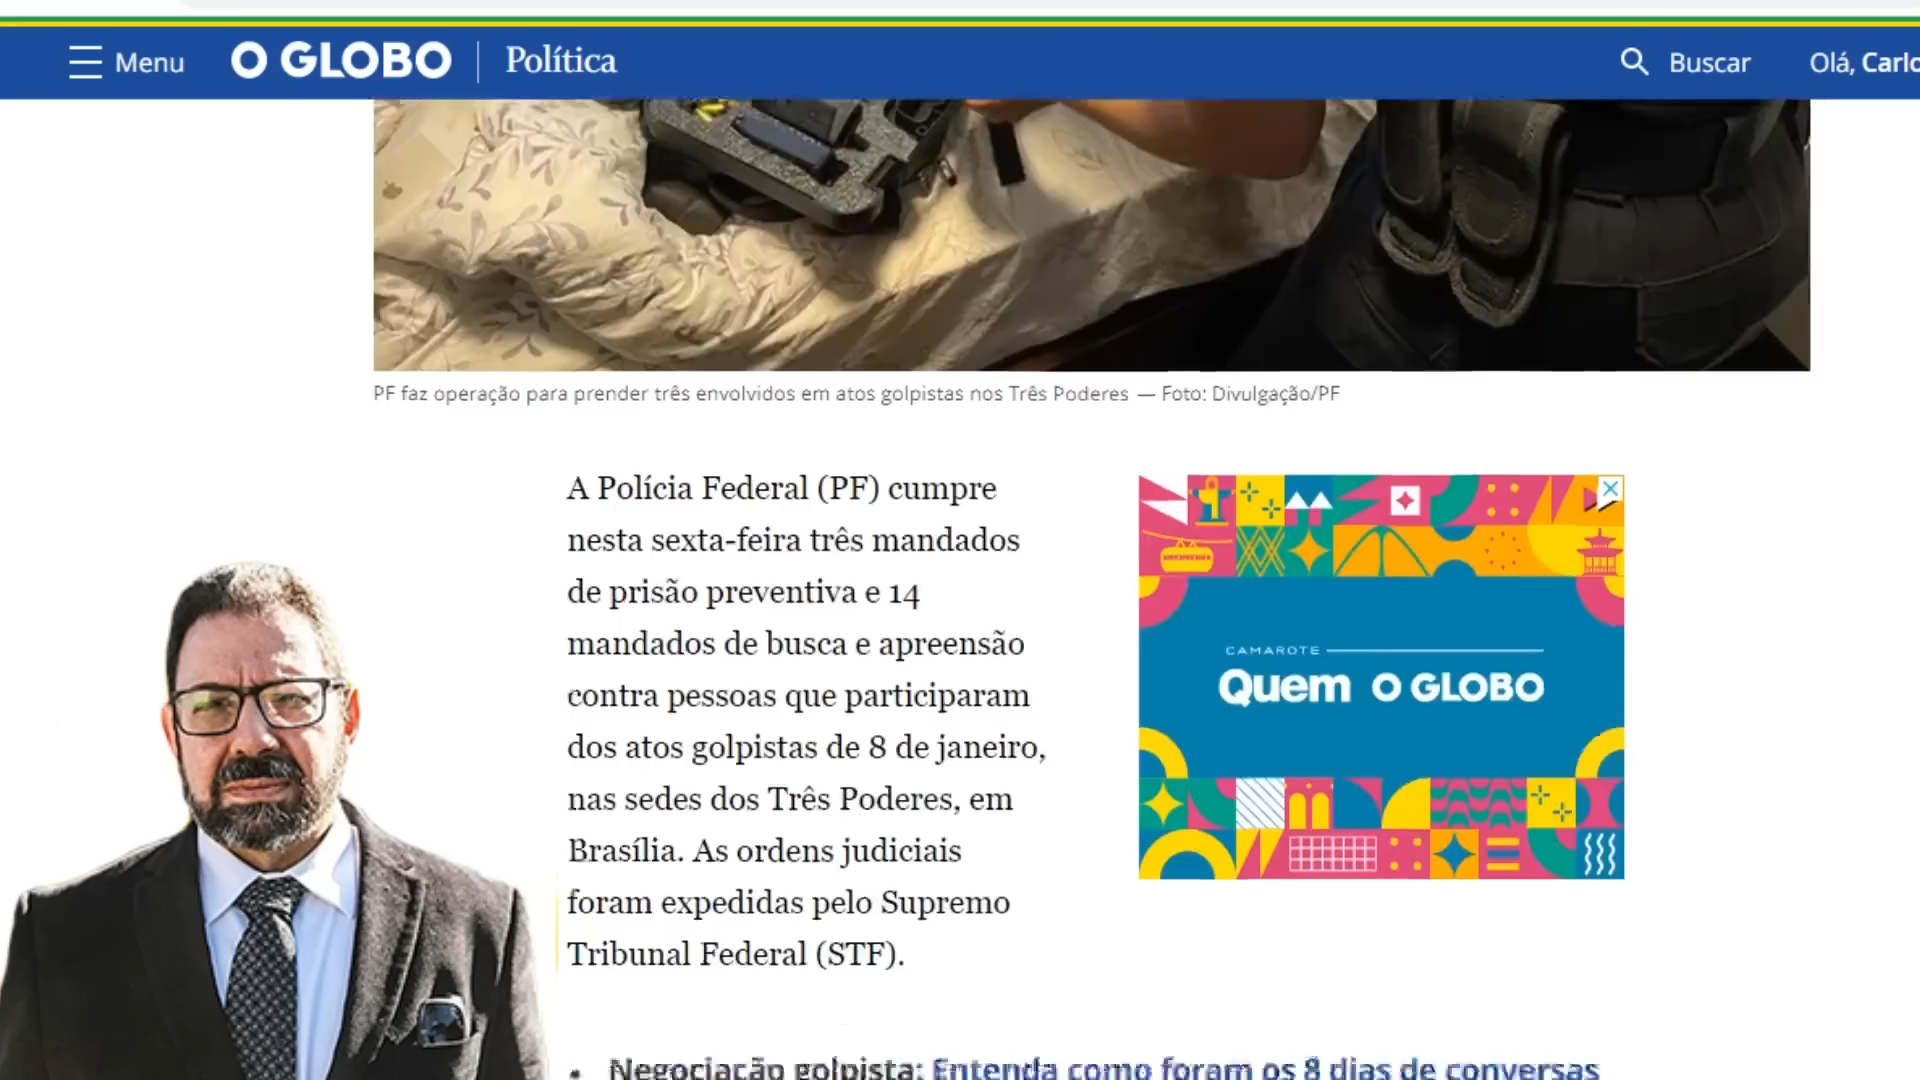 Menu
O GLOBO
Política
Buscar
Olá, Carlo
PF faz operação para prender três envolvidos em atos golpistas nos Três Poderes — Foto: Divulgação/PF
A Polícia Federal (PF) cumpre
nesta sexta-feira três mandados
de prisão preventiva e 14
mandados de busca e apreensão
contra pessoas que participaram
dos atos golpistas de 8 de janeiro,
nas sedes dos Três Poderes, em
Brasília. As ordens judiciais
foram expedidas pelo Supremo
Tribunal Federal (STF).
CAMAROTE
Quem O GLOBO
• Negociação golpista: Entenda como foram os 8 dias de conversas